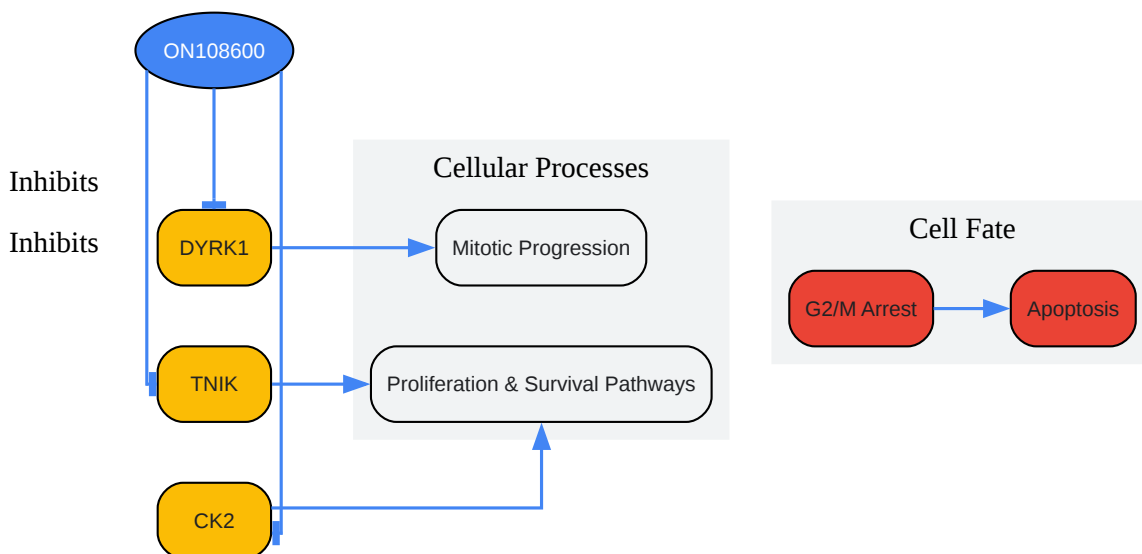 ON108600
Cellular Processes
Inhibits
Inhibits
DYRK1
Mitotic Progression
Cell Fate
G2/M Arrest
Apoptosis
TNIK
Proliferation & Survival Pathways
CK2